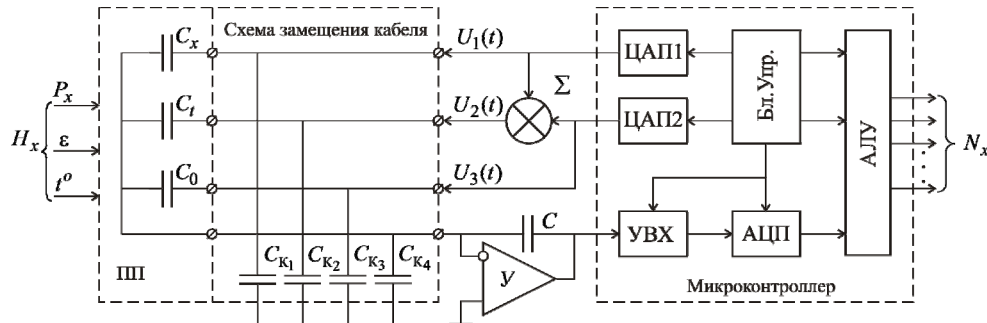 Схема замещения кабеля
Cx
U1(t)
ЦАП1
Бл.Упр.
АЛУ
Σ
Px
Ct
U2(t)
ЦАП2
Hx
ε
Nx
C0
U3(t)
t°
C
УВХ
АЦП
CК1
CК2
CК3
CК4
У
ПП
Микроконтроллер